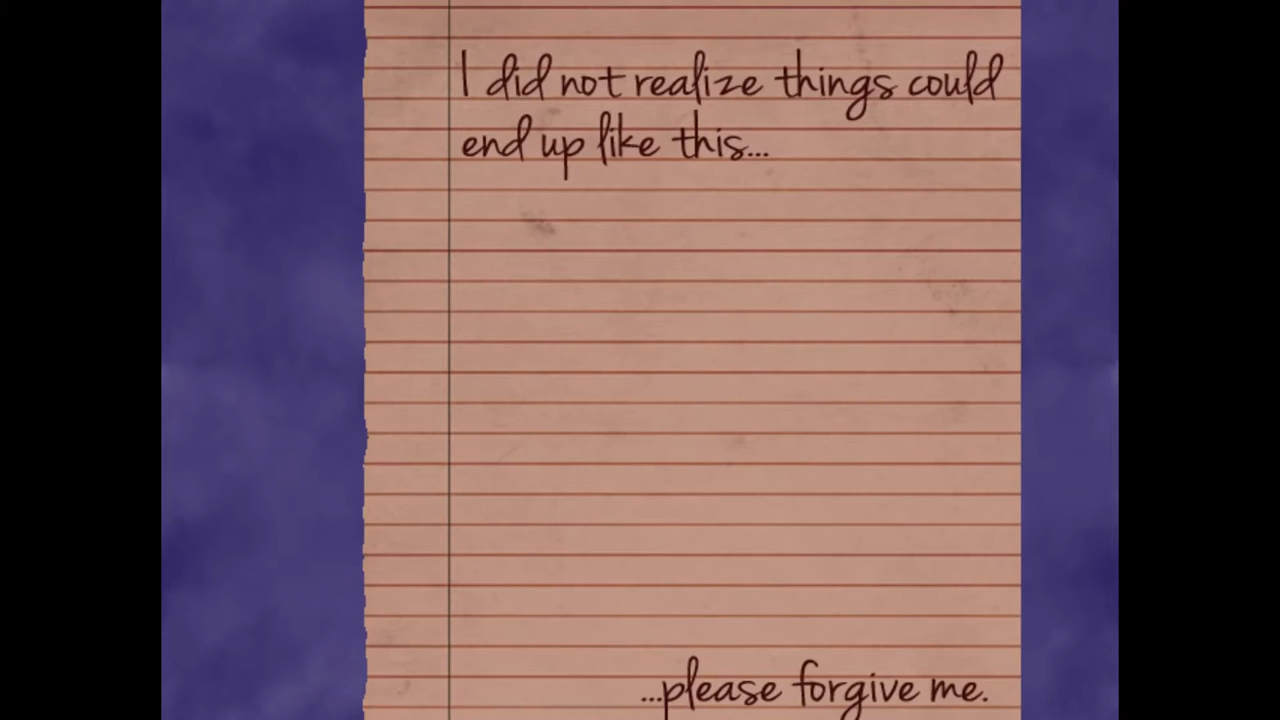 I did not realize things could
end up like this...
...please forgive me.